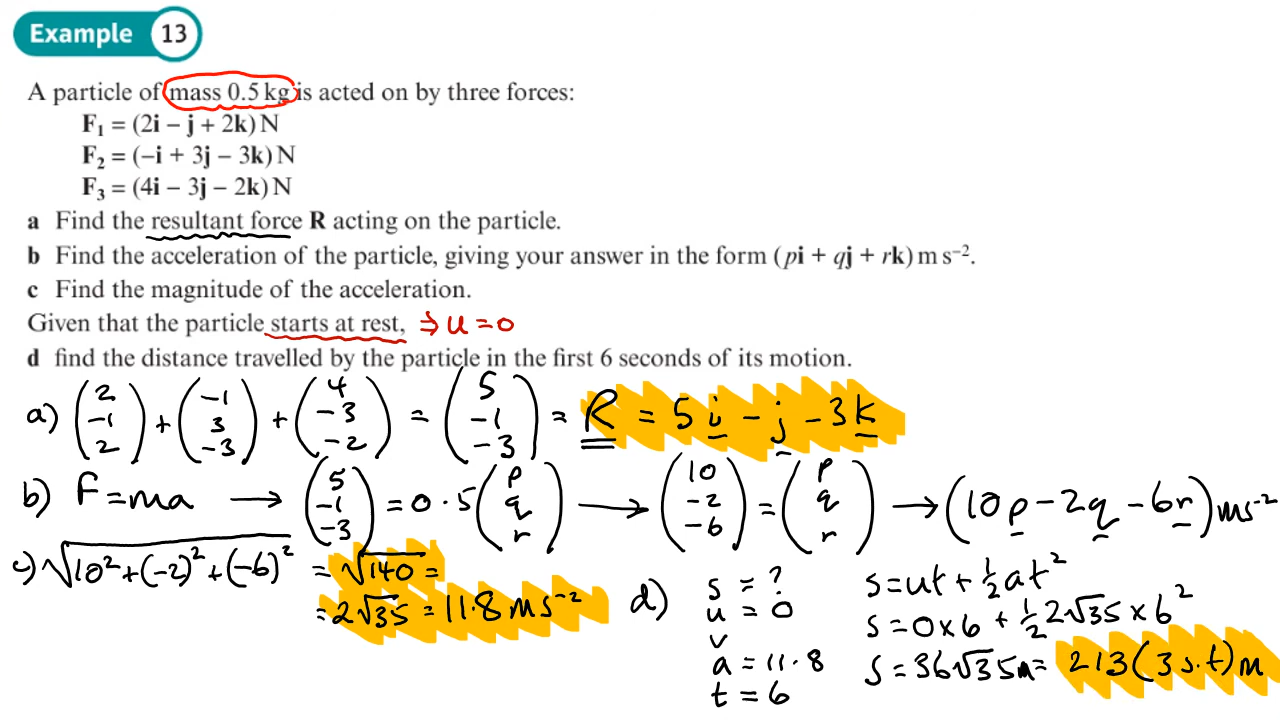 Example 13
A particle of mass 0.5 kg is acted on by three forces:
F₁ = (2i – j + 2k) N
F₂ = (–i + 3j – 3k) N
F₃ = (4i – 3j – 2k) N
a Find the resultant force R acting on the particle.
b Find the acceleration of the particle, giving your answer in the form (pi + qj + rk) m s⁻².
c Find the magnitude of the acceleration.
Given that the particle starts at rest, ⇒ u = 0
d find the distance travelled by the particle in the first 6 seconds of its motion.
a) (2 -1 2) + (-1 3 -3) + (4 -3 -2) = (5 -1 -3) = R = 5i - j - 3k
b) F = ma → (5 -1 -3) = 0.5 (p q r) → (10 -2 -6) = (p q r) → (10p - 2q - 6r) ms⁻²
c) √10² + (-2)² + (-6)² = √140 =
= 2√35 = 11.8 ms⁻²
d) s = ?
u = 0
v
a = 11.8
t = 6
s = ut + ½at²
s = 0×6 + ½ 2√35 × 6²
s = 36√35m = 213 (3 s.f) m